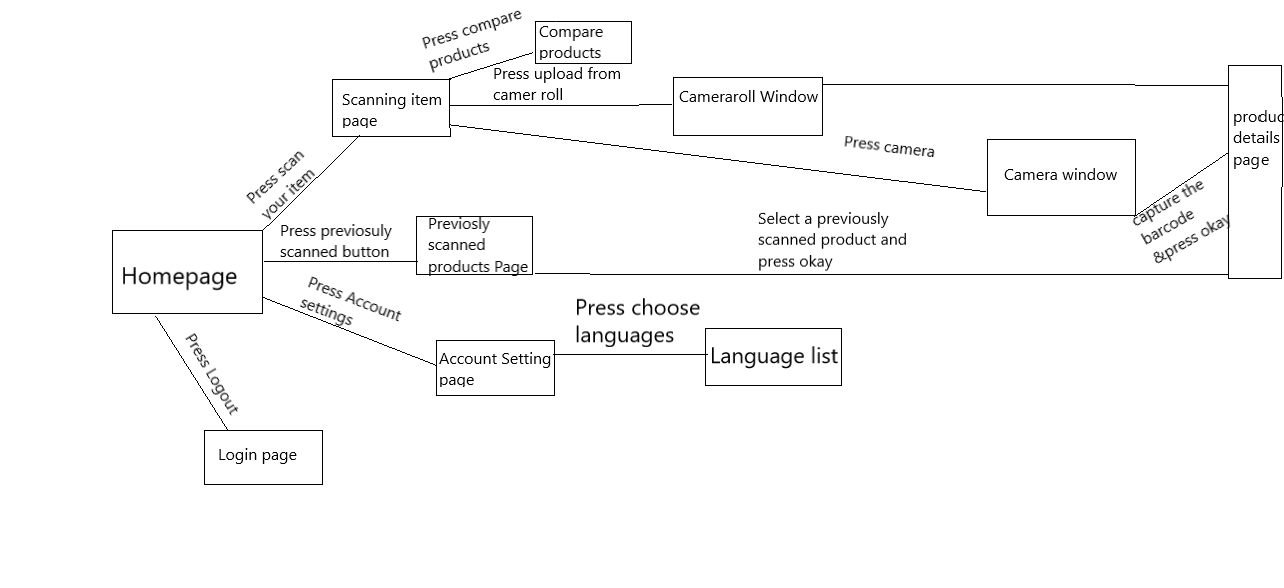 Press compare
products
Compare
products
Press upload from
camer roll
Scanning item
page
Cameraroll Window
Press camera
Camera window
produc
details
page
capture the
barcode
&press okay
Press scan
your item
Press previosuly
scanned button
Previosly
scanned
products Page
Select a previously
scanned product and
press okay
Homepage
Press Account
settings
Press choose
languages
Account Setting
page
Language list
Press Logout
Login page